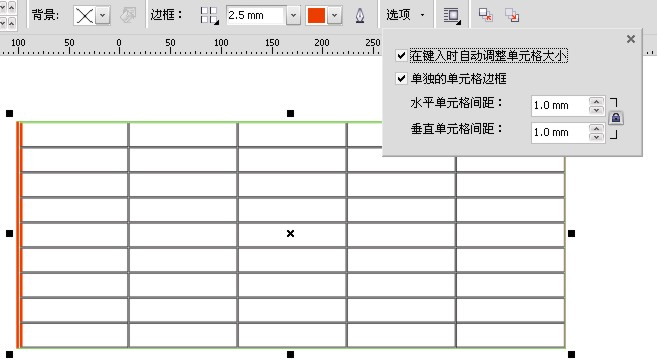 背景:
边框:
2.5 mm
选项
100 50 0 50 100 150 200 250
在键入时自动调整单元格大小
单独的单元格边框
水平单元格间距:
1.0 mm
垂直单元格间距:
1.0 mm